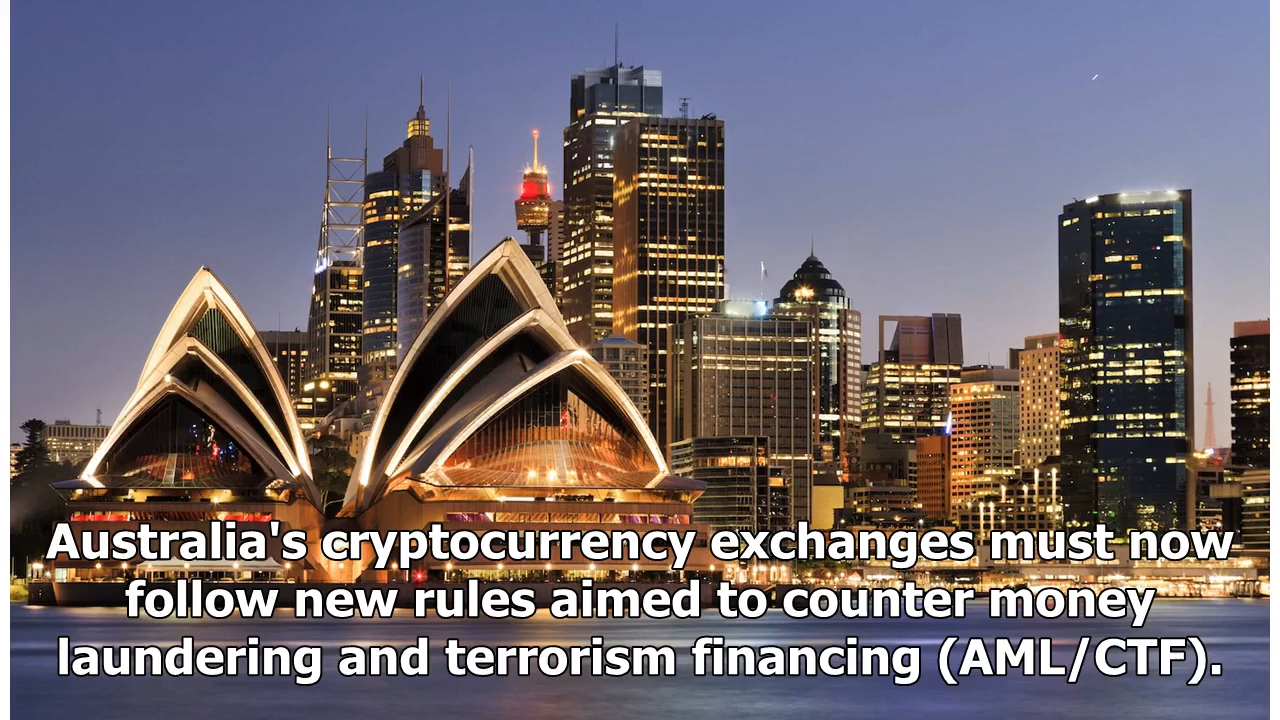 Australia's cryptocurrency exchanges must now
follow new rules aimed to counter money
laundering and terrorism financing (AML/CTF).